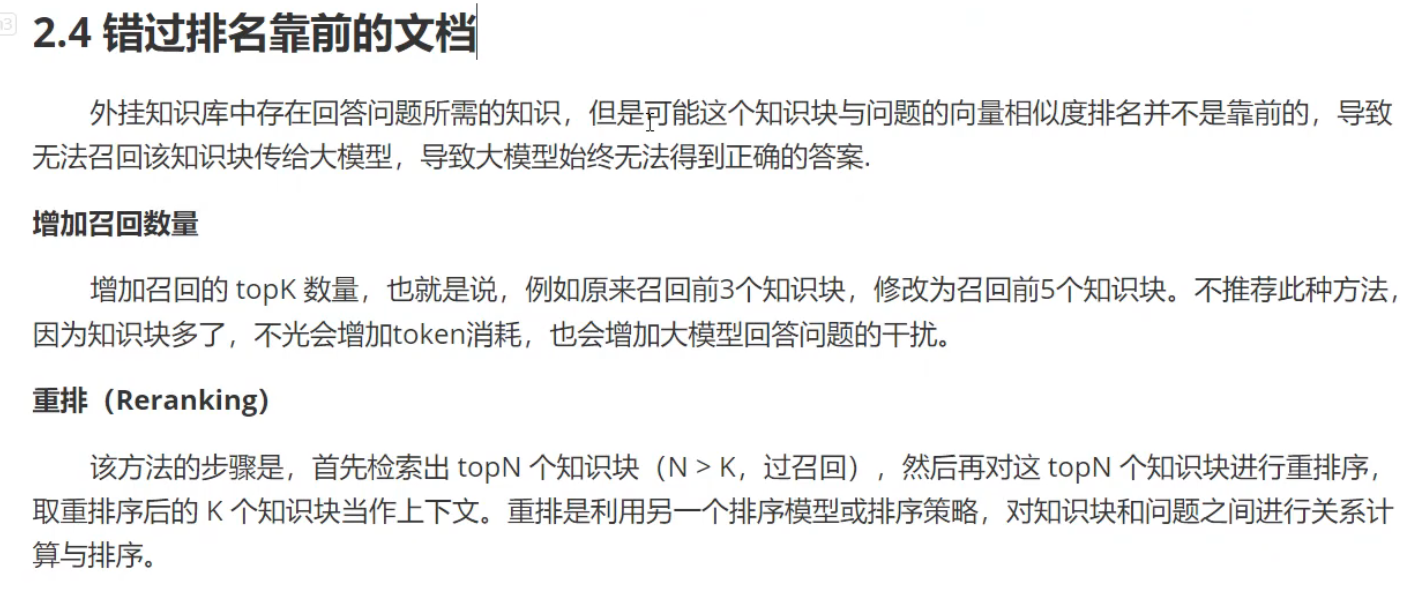 2.4 错过排名靠前的文档
外挂知识库中存在回答问题所需的知识，但是可能这个知识块与问题的向量相似度排名并不是靠前的，导致
无法召回该知识块传给大模型，导致大模型始终无法得到正确的答案.
增加召回数量
增加召回的 topK 数量，也就是说，例如原来召回前3个知识块，修改为召回前5个知识块。不推荐此种方法，
因为知识块多了，不光会增加token消耗，也会增加大模型回答问题的干扰。
重排（Reranking）
该方法的步骤是，首先检索出 topN 个知识块（N > K，过召回），然后再对这 topN 个知识块进行重排序，
取重排序后的 K 个知识块当作上下文。重排是利用另一个排序模型或排序策略，对知识块和问题之间进行关系计
算与排序。